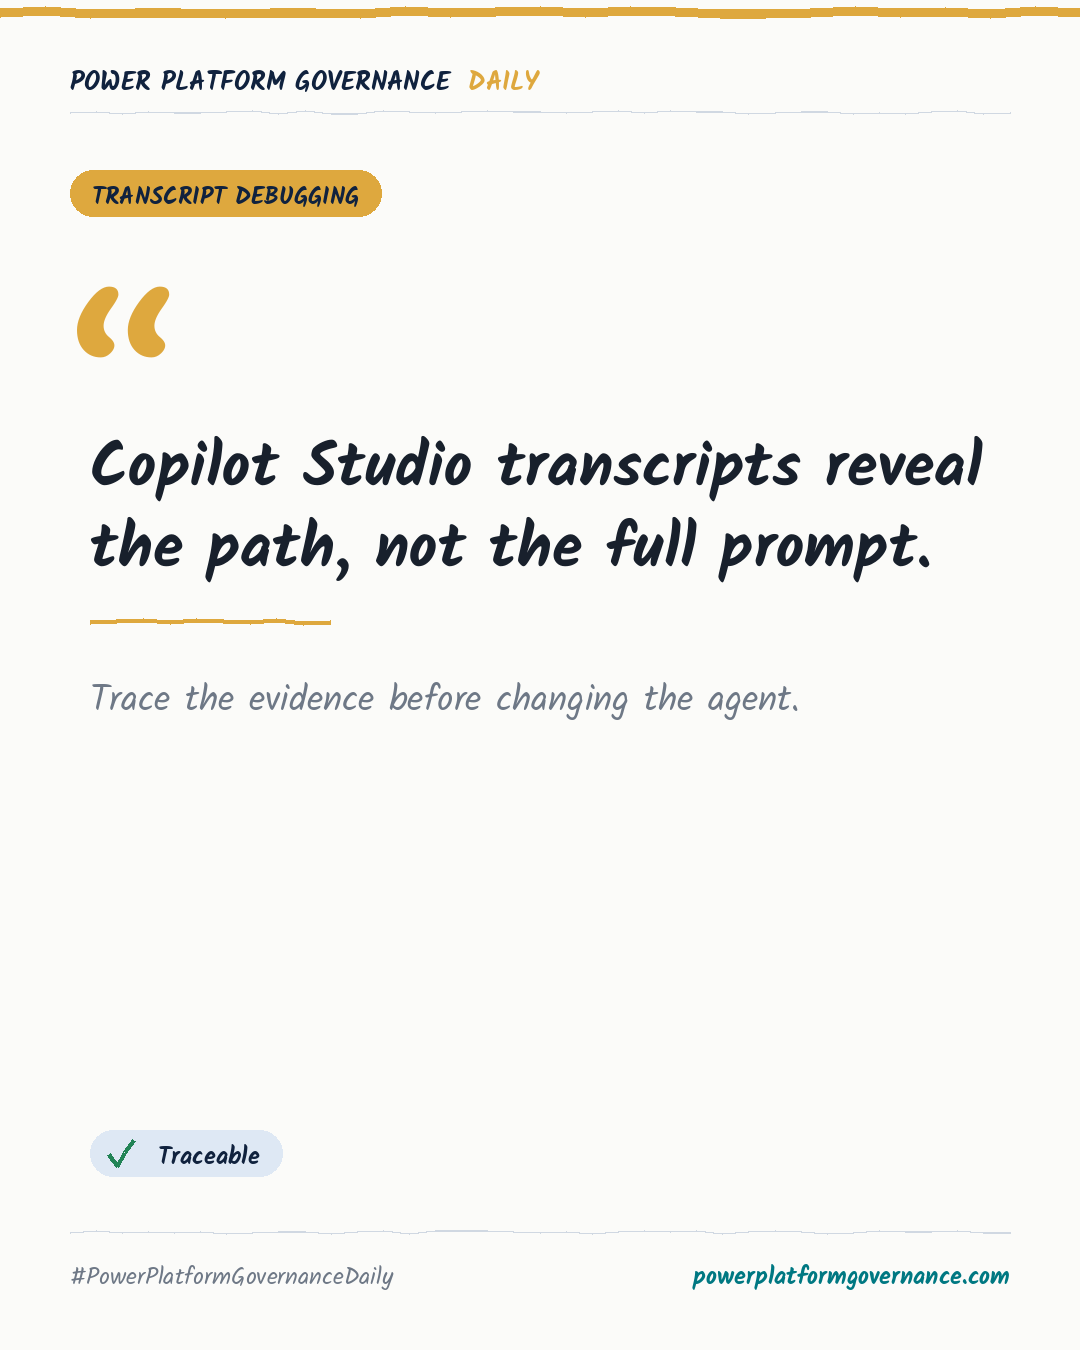 POWER PLATFORM GOVERNANCE DAILY
TRANSCRIPT DEBUGGING
“
Copilot Studio transcripts reveal
the path, not the full prompt.
Trace the evidence before changing the agent.
✓ Traceable
#PowerPlatformGovernanceDaily
powerplatformgovernance.com